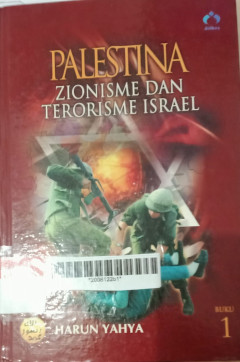 PALESTINA
ZIONISME DAN
TERORISME ISRAEL
HARUN YAHYA
BUKU
1